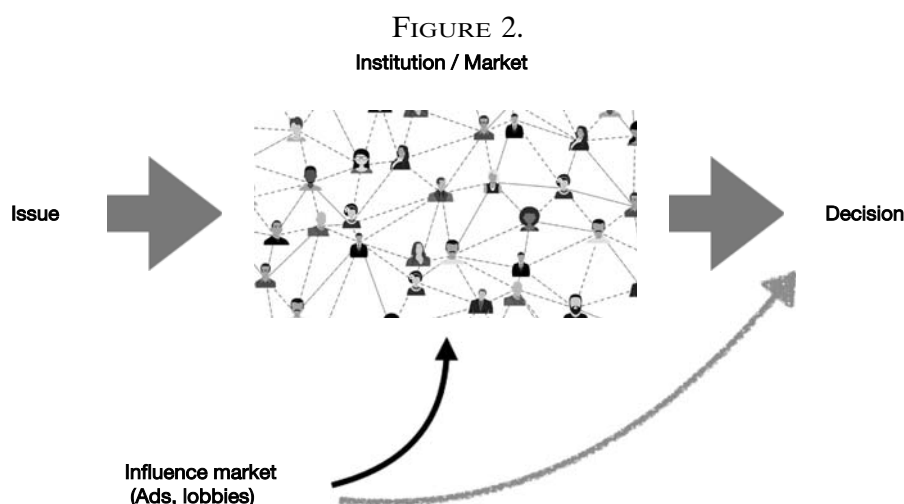 FIGURE 2.
Institution / Market
Issue
Decision
Influence market
(Ads, lobbies)